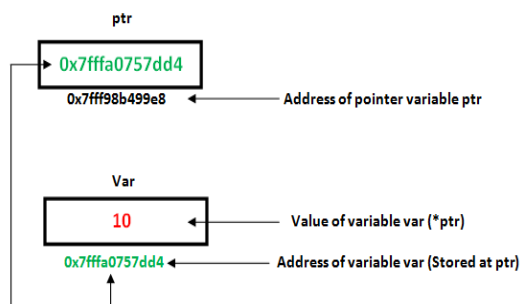 ptr
0x7fffa0757dd4
0x7fff98b499e8 Address of pointer variable ptr
Var
10 Value of variable var (*ptr)
0x7fffa0757dd4 Address of variable var (Stored at ptr)